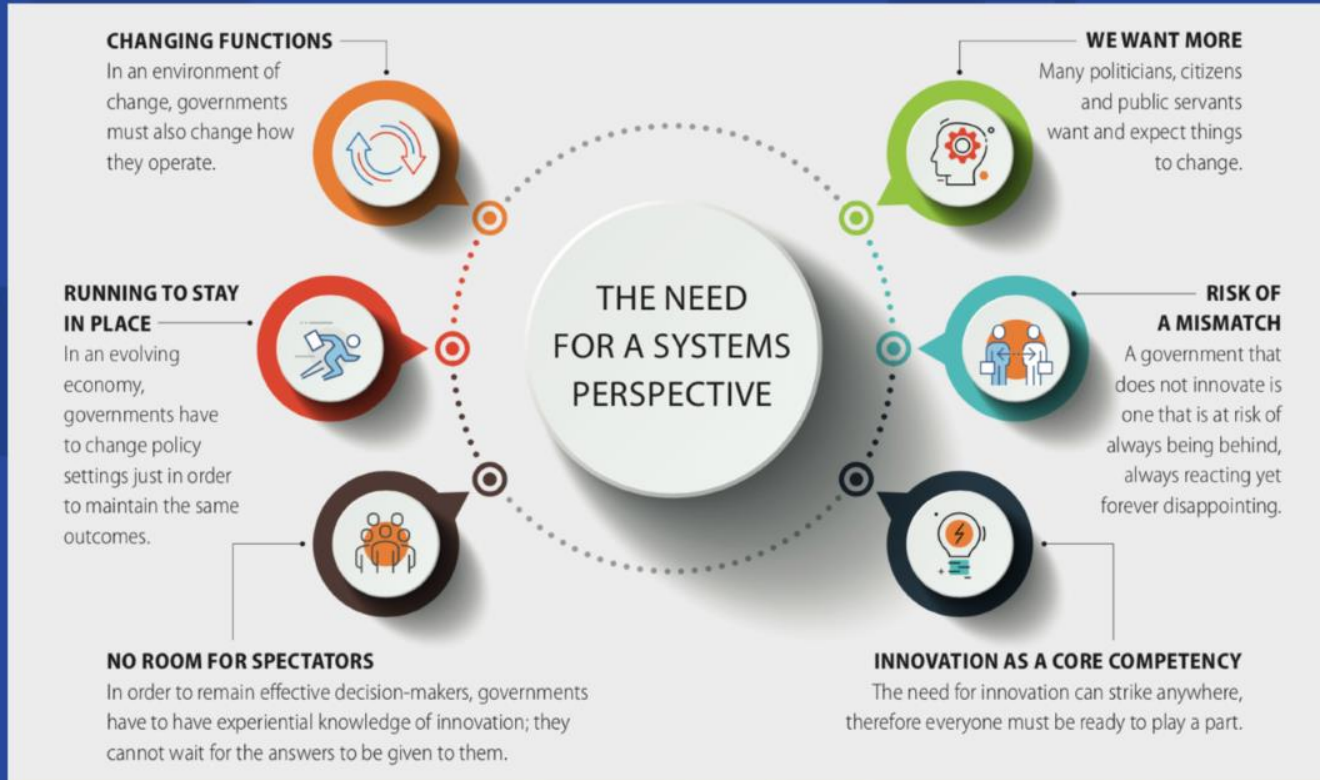 CHANGING FUNCTIONS
In an environment of
change, governments
must also change how
they operate.
WE WANT MORE
Many politicians, citizens
and public servants
want and expect things
to change.
RUNNING TO STAY
IN PLACE
In an evolving
economy,
governments have
to change policy
settings just in order
to maintain the same
outcomes.
THE NEED
FOR A SYSTEMS
PERSPECTIVE
RISK OF
A MISMATCH
A government that
does not innovate is
one that is at risk of
always being behind,
always reacting yet
forever disappointing.
NO ROOM FOR SPECTATORS
In order to remain effective decision-makers, governments
have to have experiential knowledge of innovation; they
cannot wait for the answers to be given to them.
INNOVATION AS A CORE COMPETENCY
The need for innovation can strike anywhere,
therefore everyone must be ready to play a part.